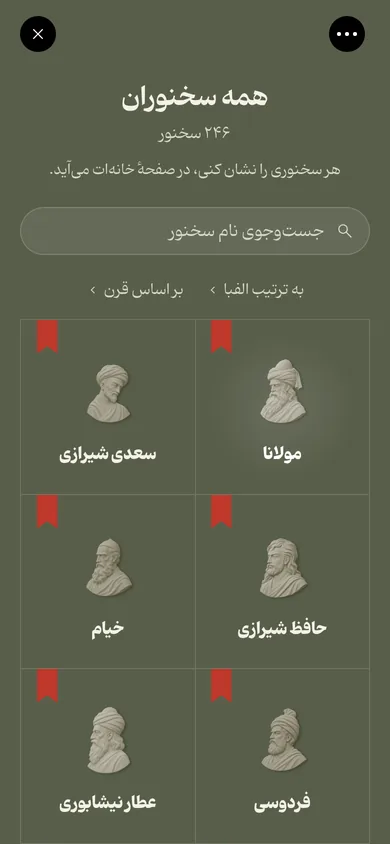 همه سخنوران
۲۴۶ سخنور
هر سخنوری را نشان کنی، در صفحهٔ خانه‌ات می‌آید.
جست‌وجوی نام سخنور
به ترتیب الفبا › بر اساس قرن ›
مولانا
سعدی شیرازی
حافظ شیرازی
خیام
فردوسی
عطار نیشابوری